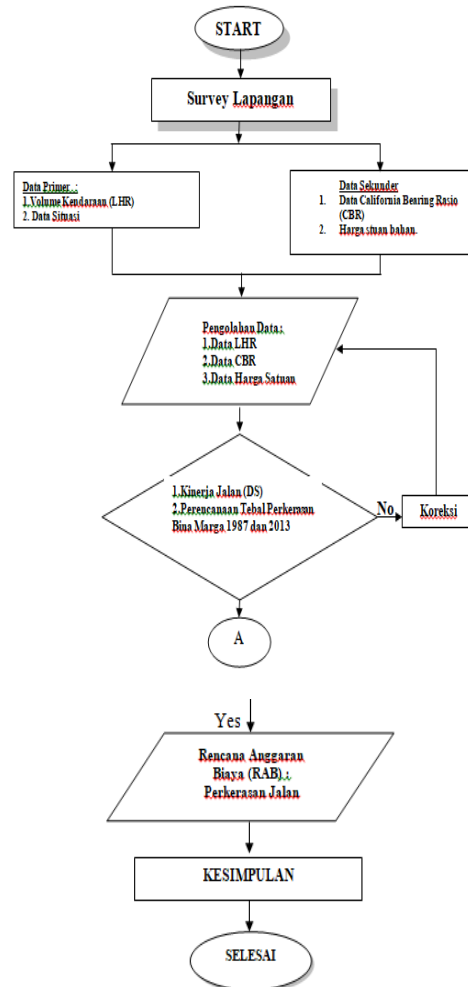 START
Survey Lapangan
Data Primer. :
1.Volume Kendaraan (LHR)
2. Data Situasi
Data Sekunder
1. Data California Bearing Rasio
(CBR)
2. Harga stuan bahan.
Pengolahan Data :
1.Data LHR
2.Data CBR
3.Data Harga Satuan
1.Kinerja Jalan (DS)
2.Perencanaan Tebal Perkeraan
Bina Marga 1987 dan 2013
No
Koreksi
A
Yes
Rencana Anggaran
Biaya (RAB) :
Perkerasan Jalan
KESIMPULAN
SELESAI